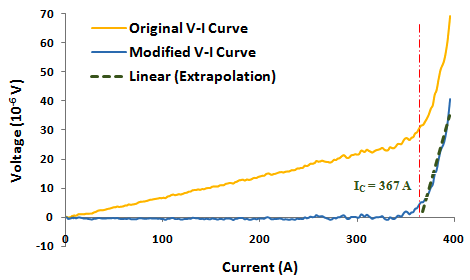 70
60
50
40
30
20
10
0
-10
Voltage (10⁻⁶ V)
Original V-I Curve
Modified V-I Curve
Linear (Extrapolation)
I_C = 367 A
0 100 200 300 400
Current (A)